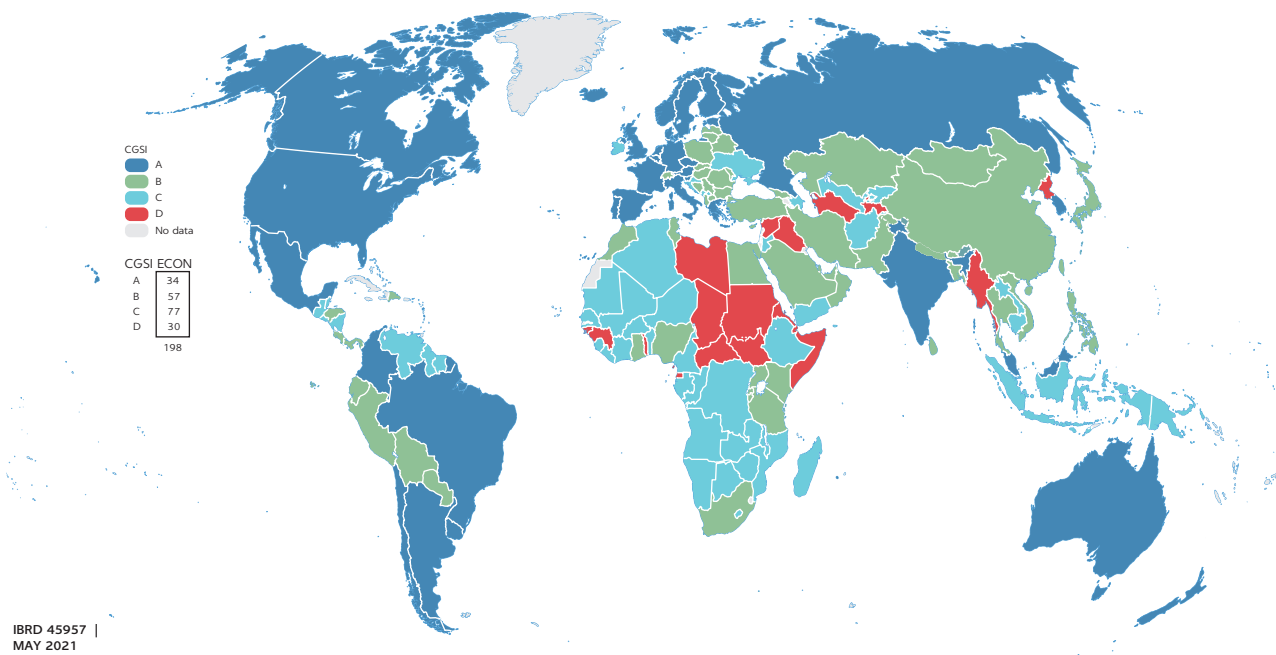 CGSI
A
B
C
D
No data
CGSI ECON
A 34
B 57
C 77
D 30
198
IBRD 45957 |
MAY 2021